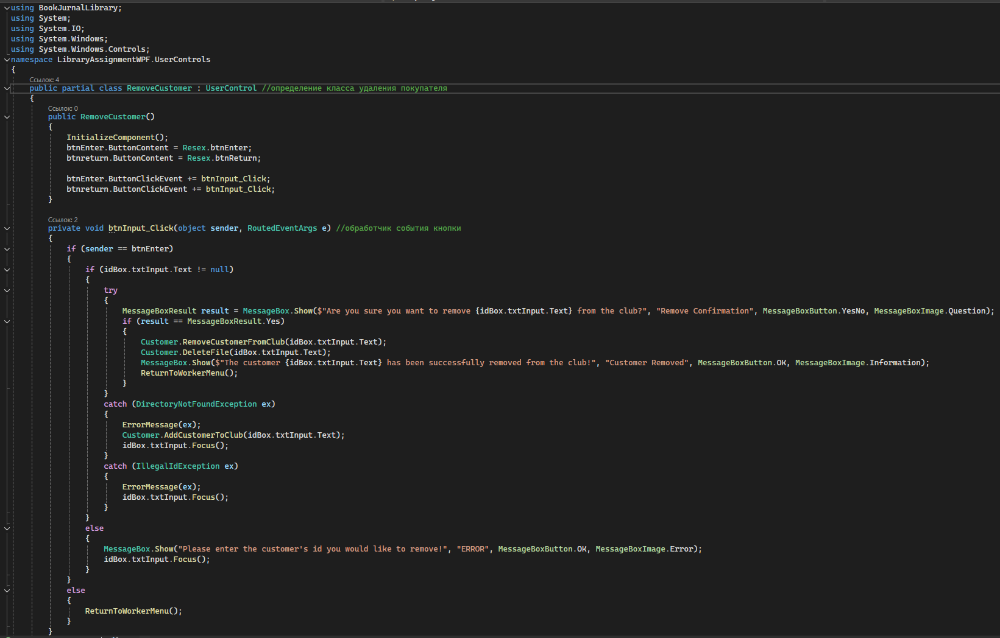 using BookJurnalLibrary;
using System;
using System.IO;
using System.Windows;
using System.Windows.Controls;
namespace LibraryAssignmentWPF.UserControls
{
Ссылок: 4
public partial class RemoveCustomer : UserControl //определение класса удаления покупателя
{
Ссылок: 0
public RemoveCustomer()
{
InitializeComponent();
btnEnter.ButtonContent = Resex.btnEnter;
btnreturn.ButtonContent = Resex.btnReturn;
btnEnter.ButtonClickEvent += btnInput_Click;
btnreturn.ButtonClickEvent += btnInput_Click;
}
Ссылок: 2
private void btnInput_Click(object sender, RoutedEventArgs e) //обработчик события кнопки
{
if (sender == btnEnter)
{
if (idBox.txtInput.Text != null)
{
try
{
MessageBoxResult result = MessageBox.Show($"Are you sure you want to remove {idBox.txtInput.Text} from the club?", "Remove Confirmation", MessageBoxButton.YesNo, MessageBoxImage.Question);
if (result == MessageBoxResult.Yes)
{
Customer.RemoveCustomerFromClub(idBox.txtInput.Text);
Customer.DeleteFile(idBox.txtInput.Text);
MessageBox.Show($"The customer {idBox.txtInput.Text} has been successfully removed from the club!", "Customer Removed", MessageBoxButton.OK, MessageBoxImage.Information);
ReturnToWorkerMenu();
}
}
catch (DirectoryNotFoundException ex)
{
ErrorMessage(ex);
Customer.AddCustomerToClub(idBox.txtInput.Text);
idBox.txtInput.Focus();
}
catch (IllegalIdException ex)
{
ErrorMessage(ex);
idBox.txtInput.Focus();
}
}
else
{
MessageBox.Show("Please enter the customer's id you would like to remove!", "ERROR", MessageBoxButton.OK, MessageBoxImage.Error);
idBox.txtInput.Focus();
}
}
else
{
ReturnToWorkerMenu();
}
}